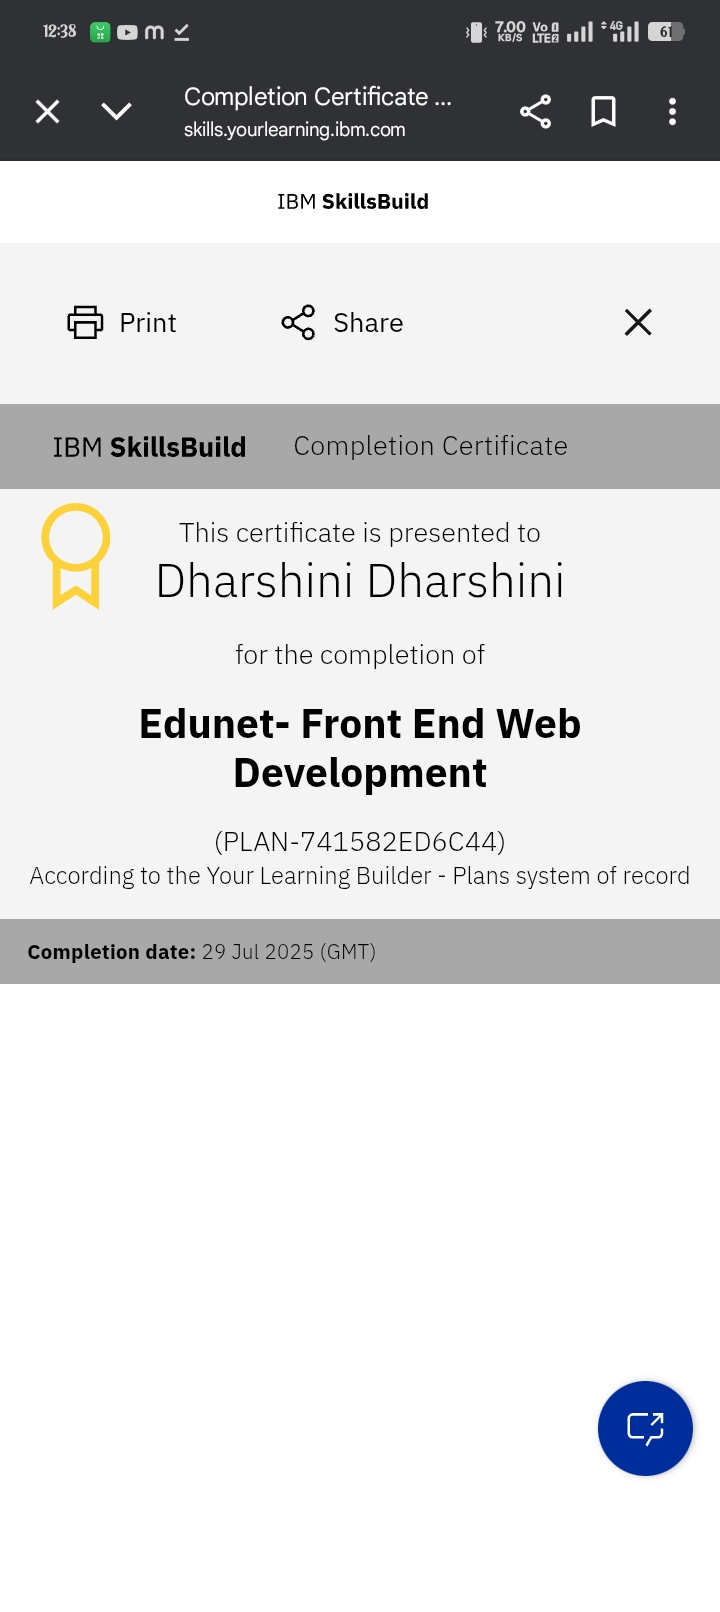 12:38
7.00 KB/S Vo LTE2 4G 61
Completion Certificate ...
skills.yourlearning.ibm.com
IBM SkillsBuild
Print Share
IBM SkillsBuild Completion Certificate
This certificate is presented to
Dharshini Dharshini
for the completion of
Edunet- Front End Web
Development
(PLAN-741582ED6C44)
According to the Your Learning Builder - Plans system of record
Completion date: 29 Jul 2025 (GMT)